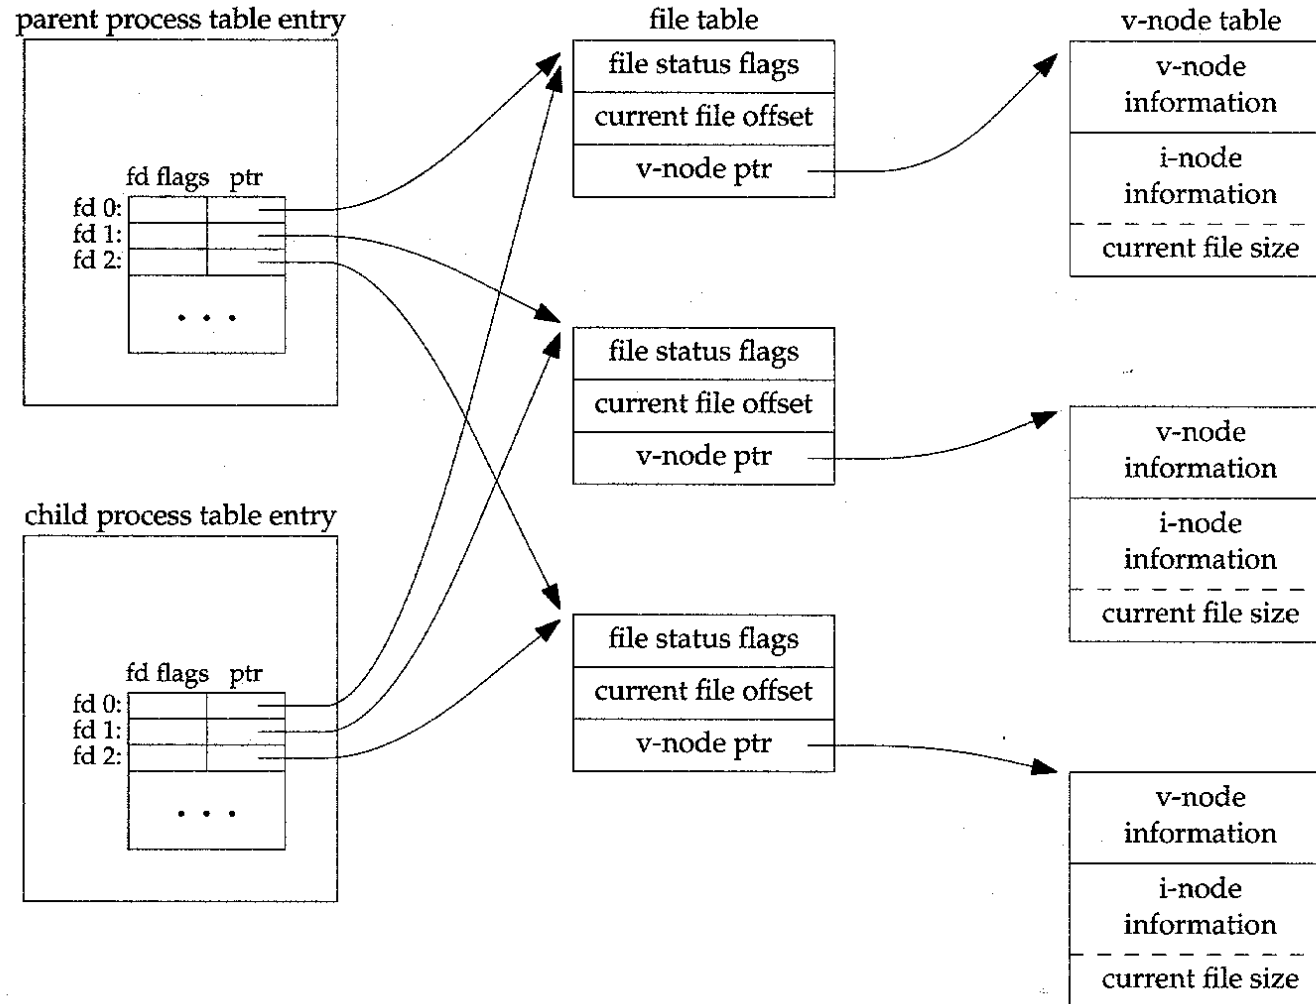 parent process table entry
fd flags ptr
fd 0:
fd 1:
fd 2:
• • •
child process table entry
fd flags ptr
fd 0:
fd 1:
fd 2:
• • •
file table
file status flags
current file offset
v-node ptr
file status flags
current file offset
v-node ptr
file status flags
current file offset
v-node ptr
v-node table
v-node
information
i-node
information
current file size
v-node
information
i-node
information
current file size
v-node
information
i-node
information
current file size